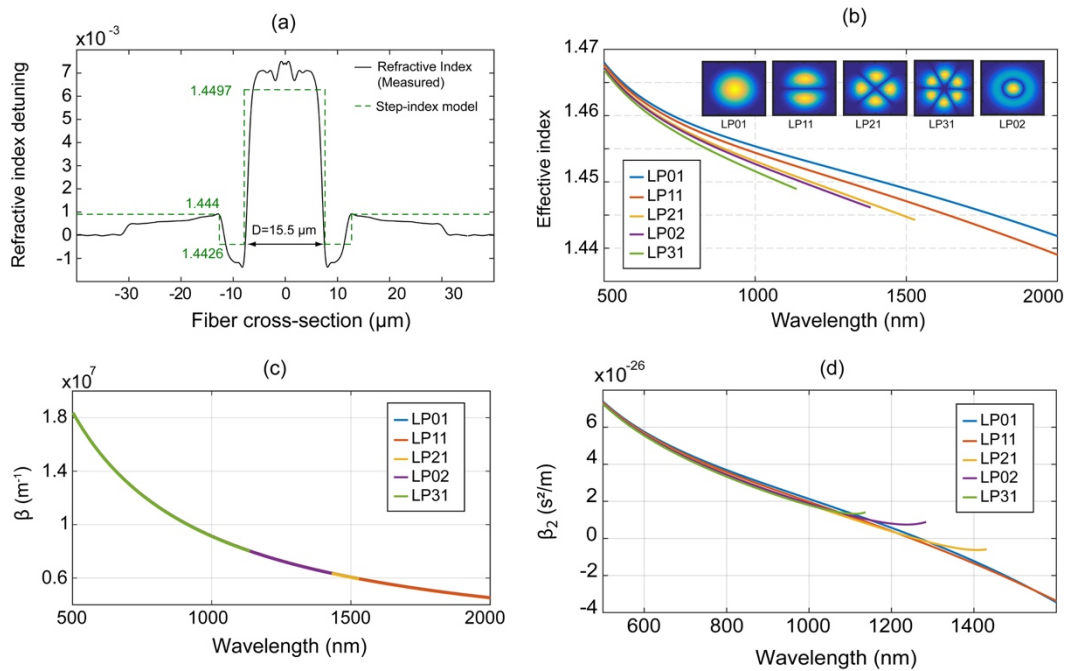 (a)
x10⁻³
7
6
5
4
3
2
1
0
-1
Refractive index detuning
1.4497
1.444
1.4426
D=15.5 µm
Refractive Index
(Measured)
Step-index model
-30 -20 -10 0 10 20 30
Fiber cross-section (µm)
(b)
1.47
1.46
1.45
1.44
Effective index
LP01 LP11 LP21 LP31 LP02
LP01
LP11
LP21
LP02
LP31
500 1000 1500 2000
Wavelength (nm)
(c)
x10⁷
1.8
1.4
1.0
0.6
β (m⁻¹)
LP01
LP11
LP21
LP02
LP31
500 1000 1500 2000
Wavelength (nm)
(d)
x10⁻²⁶
6
4
2
0
-2
-4
β₂ (s²/m)
LP01
LP11
LP21
LP02
LP31
600 800 1000 1200 1400
Wavelength (nm)